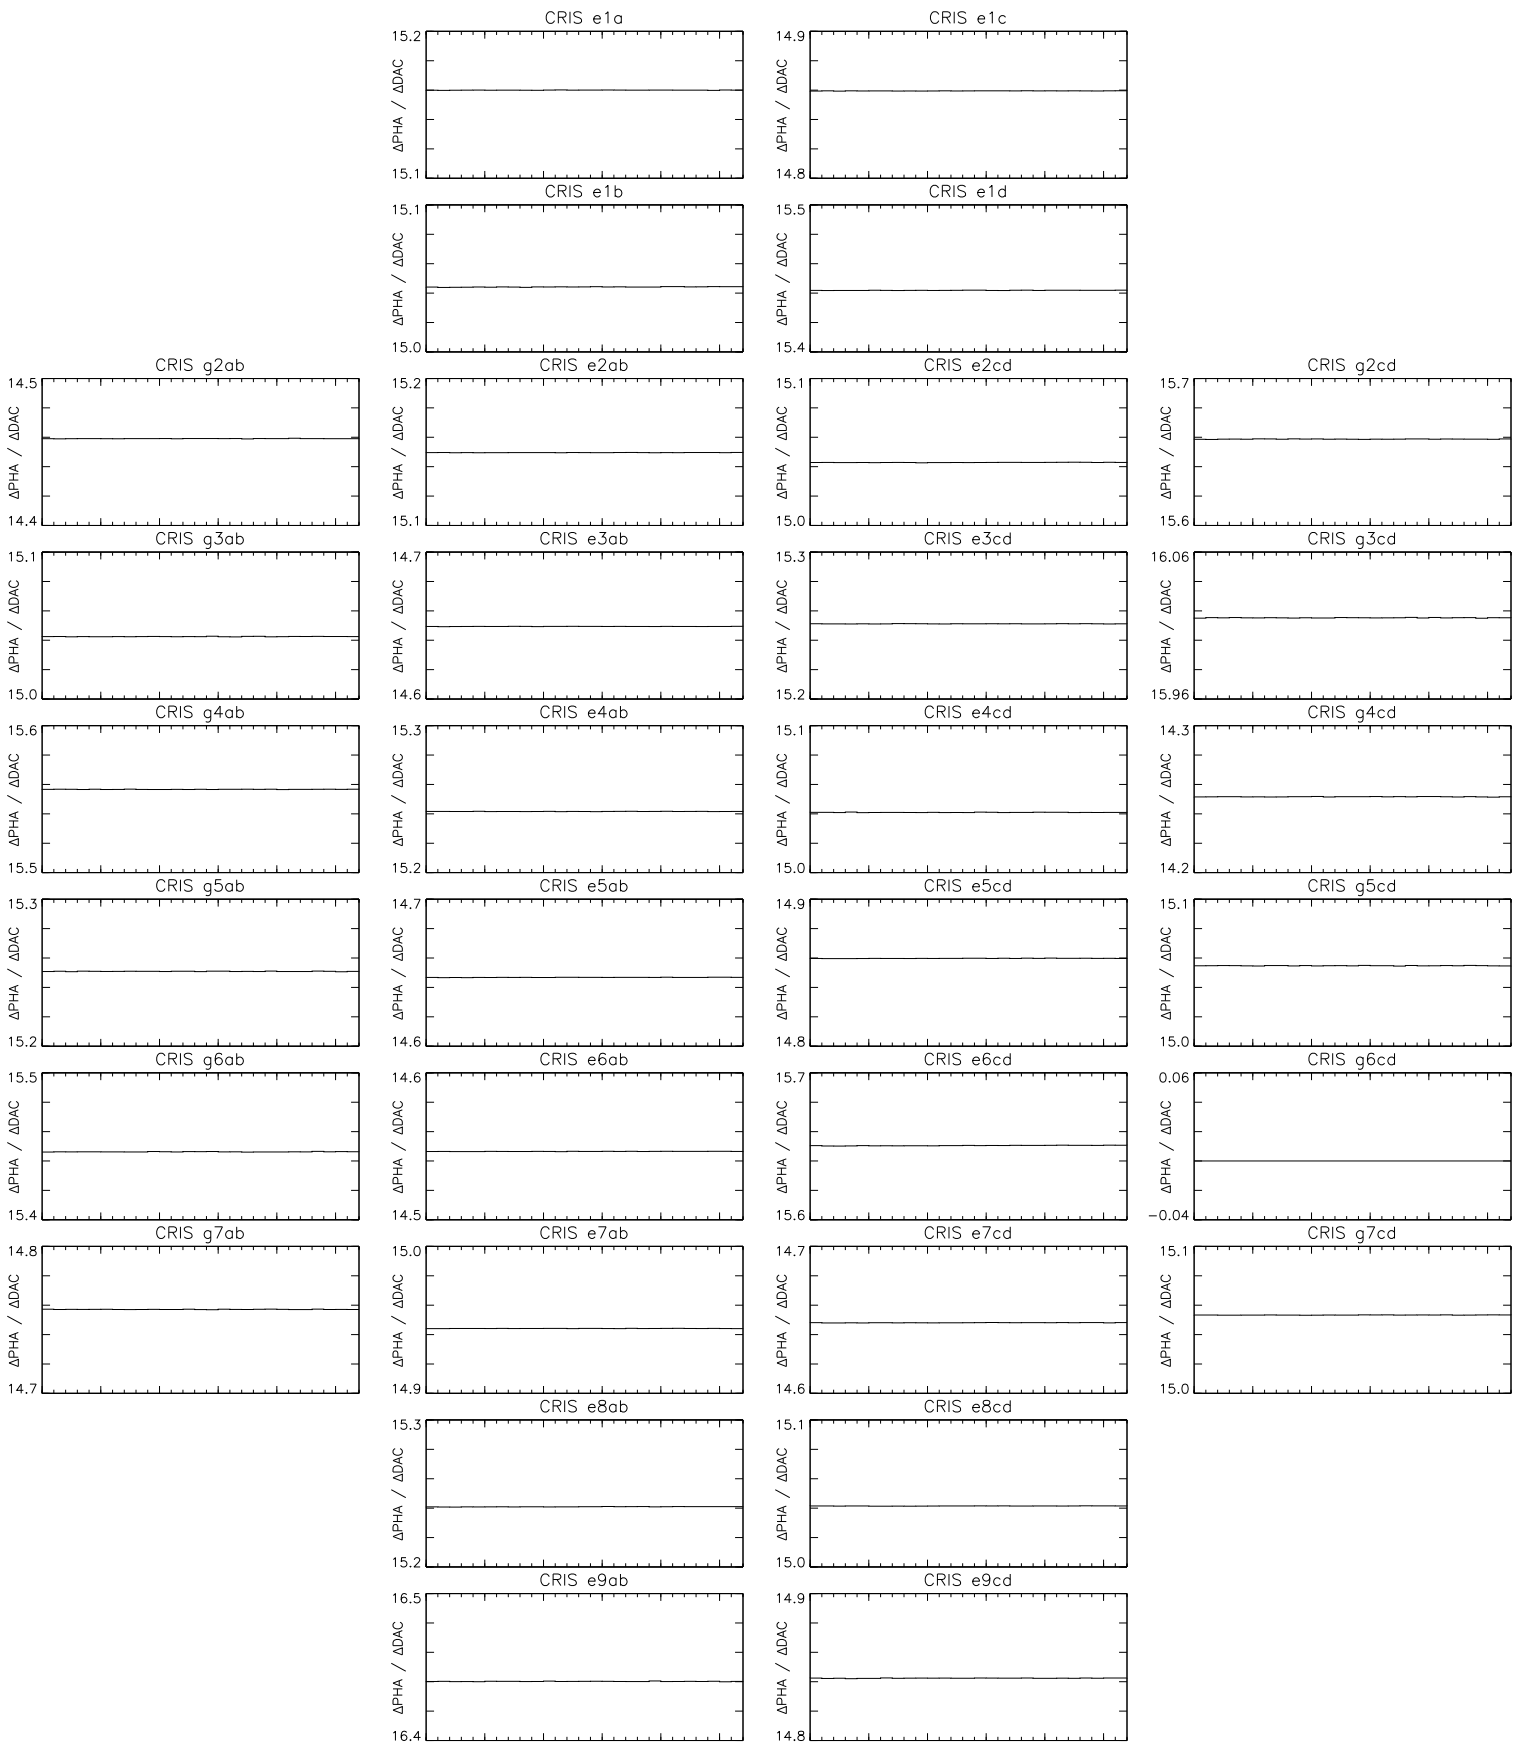 CRIS e1a
15.2
ΔPHA / ΔDAC
15.1
CRIS e1c
14.9
ΔPHA / ΔDAC
14.8
CRIS e1b
15.1
ΔPHA / ΔDAC
15.0
CRIS e1d
15.5
ΔPHA / ΔDAC
15.4
CRIS g2ab
14.5
ΔPHA / ΔDAC
14.4
CRIS e2ab
15.2
ΔPHA / ΔDAC
15.1
CRIS e2cd
15.1
ΔPHA / ΔDAC
15.0
CRIS g2cd
15.7
ΔPHA / ΔDAC
15.6
CRIS g3ab
15.1
ΔPHA / ΔDAC
15.0
CRIS e3ab
14.7
ΔPHA / ΔDAC
14.6
CRIS e3cd
15.3
ΔPHA / ΔDAC
15.2
CRIS g3cd
16.06
ΔPHA / ΔDAC
15.96
CRIS g4ab
15.6
ΔPHA / ΔDAC
15.5
CRIS e4ab
15.3
ΔPHA / ΔDAC
15.2
CRIS e4cd
15.1
ΔPHA / ΔDAC
15.0
CRIS g4cd
14.3
ΔPHA / ΔDAC
14.2
CRIS g5ab
15.3
ΔPHA / ΔDAC
15.2
CRIS e5ab
14.7
ΔPHA / ΔDAC
14.6
CRIS e5cd
14.9
ΔPHA / ΔDAC
14.8
CRIS g5cd
15.1
ΔPHA / ΔDAC
15.0
CRIS g6ab
15.5
ΔPHA / ΔDAC
15.4
CRIS e6ab
14.6
ΔPHA / ΔDAC
14.5
CRIS e6cd
15.7
ΔPHA / ΔDAC
15.6
CRIS g6cd
0.06
ΔPHA / ΔDAC
−0.04
CRIS g7ab
14.8
ΔPHA / ΔDAC
14.7
CRIS e7ab
15.0
ΔPHA / ΔDAC
14.9
CRIS e7cd
14.7
ΔPHA / ΔDAC
14.6
CRIS g7cd
15.1
ΔPHA / ΔDAC
15.0
CRIS e8ab
15.3
ΔPHA / ΔDAC
15.2
CRIS e8cd
15.1
ΔPHA / ΔDAC
15.0
CRIS e9ab
16.5
ΔPHA / ΔDAC
16.4
CRIS e9cd
14.9
ΔPHA / ΔDAC
14.8